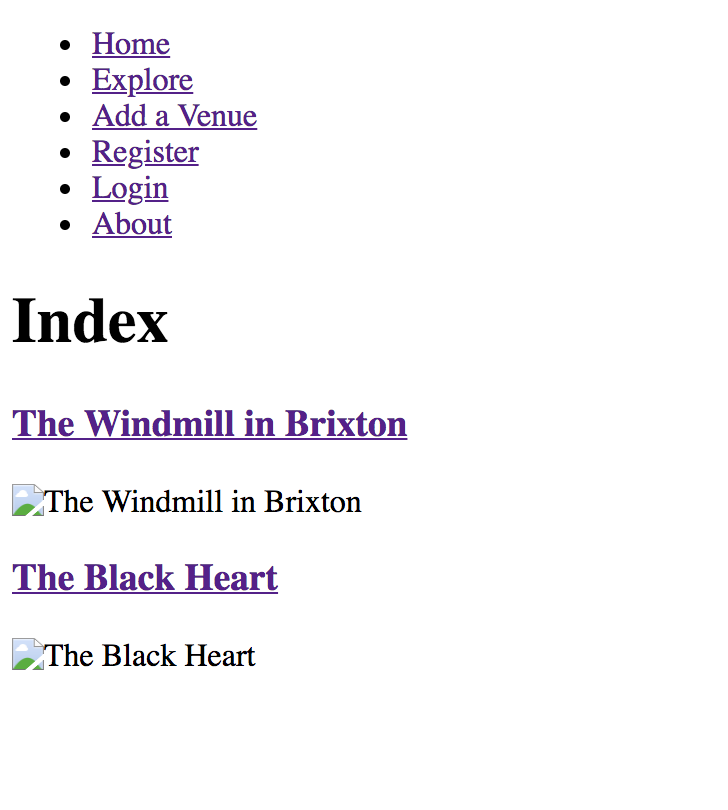 Home
Explore
Add a Venue
Register
Login
About
Index
The Windmill in Brixton
The Windmill in Brixton
The Black Heart
The Black Heart